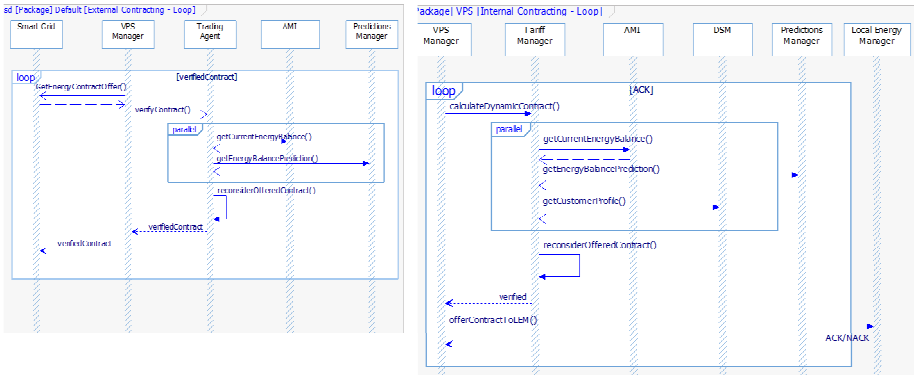 sd [Package] Default [External Contracting - Loop]
Smart Grid
VPS
Manager
Trading
Agent
AMI
Predictions
Manager
loop
[verifiedContract]
GetEnergyContractOffer()
verifyContract()
parallel
getCurrentEnergyBalance()
getEnergyBalancePrediction()
reconsiderOfferedContract()
verifiedContract
verifiedContract
Package] VPS [Internal Contracting - Loop]
VPS
Manager
Tariff
Manager
AMI
DSM
Predictions
Manager
Local Energy
Manager
loop
[ACK]
calculateDynamicContract()
parallel
getCurrentEnergyBalance()
getEnergyBalancePrediction()
getCustomerProfile()
reconsiderOfferedContract()
verified
offerContractToLEM()
ACK/NACK